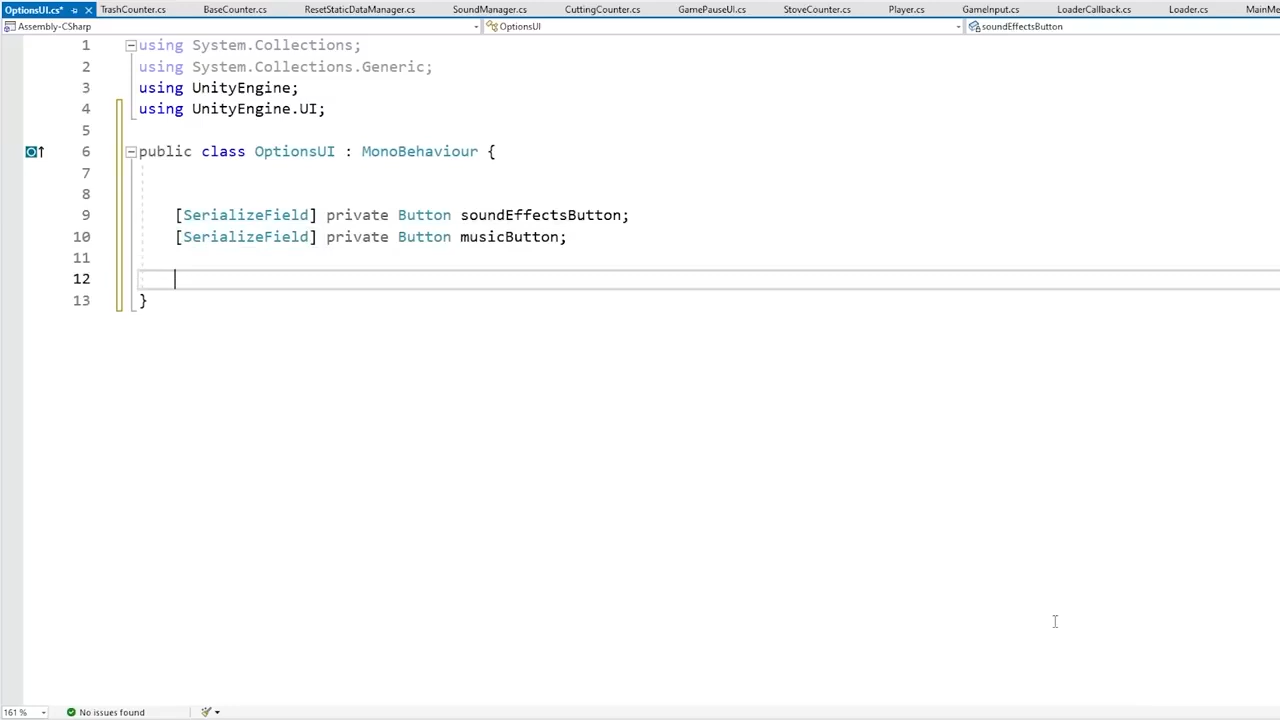 OptionsUI.cs* TrashCounter.cs BaseCounter.cs ResetStaticDataManager.cs SoundManager.cs CuttingCounter.cs GamePauseUI.cs StoveCounter.cs Player.cs GameInput.cs LoaderCallback.cs Loader.cs MainMe
Assembly-CSharp OptionsUI soundEffectsButton
1 using System.Collections;
2 using System.Collections.Generic;
3 using UnityEngine;
4 using UnityEngine.UI;
5
6 public class OptionsUI : MonoBehaviour {
7
8
9 [SerializeField] private Button soundEffectsButton;
10 [SerializeField] private Button musicButton;
11
12
13 }
161 % No issues found